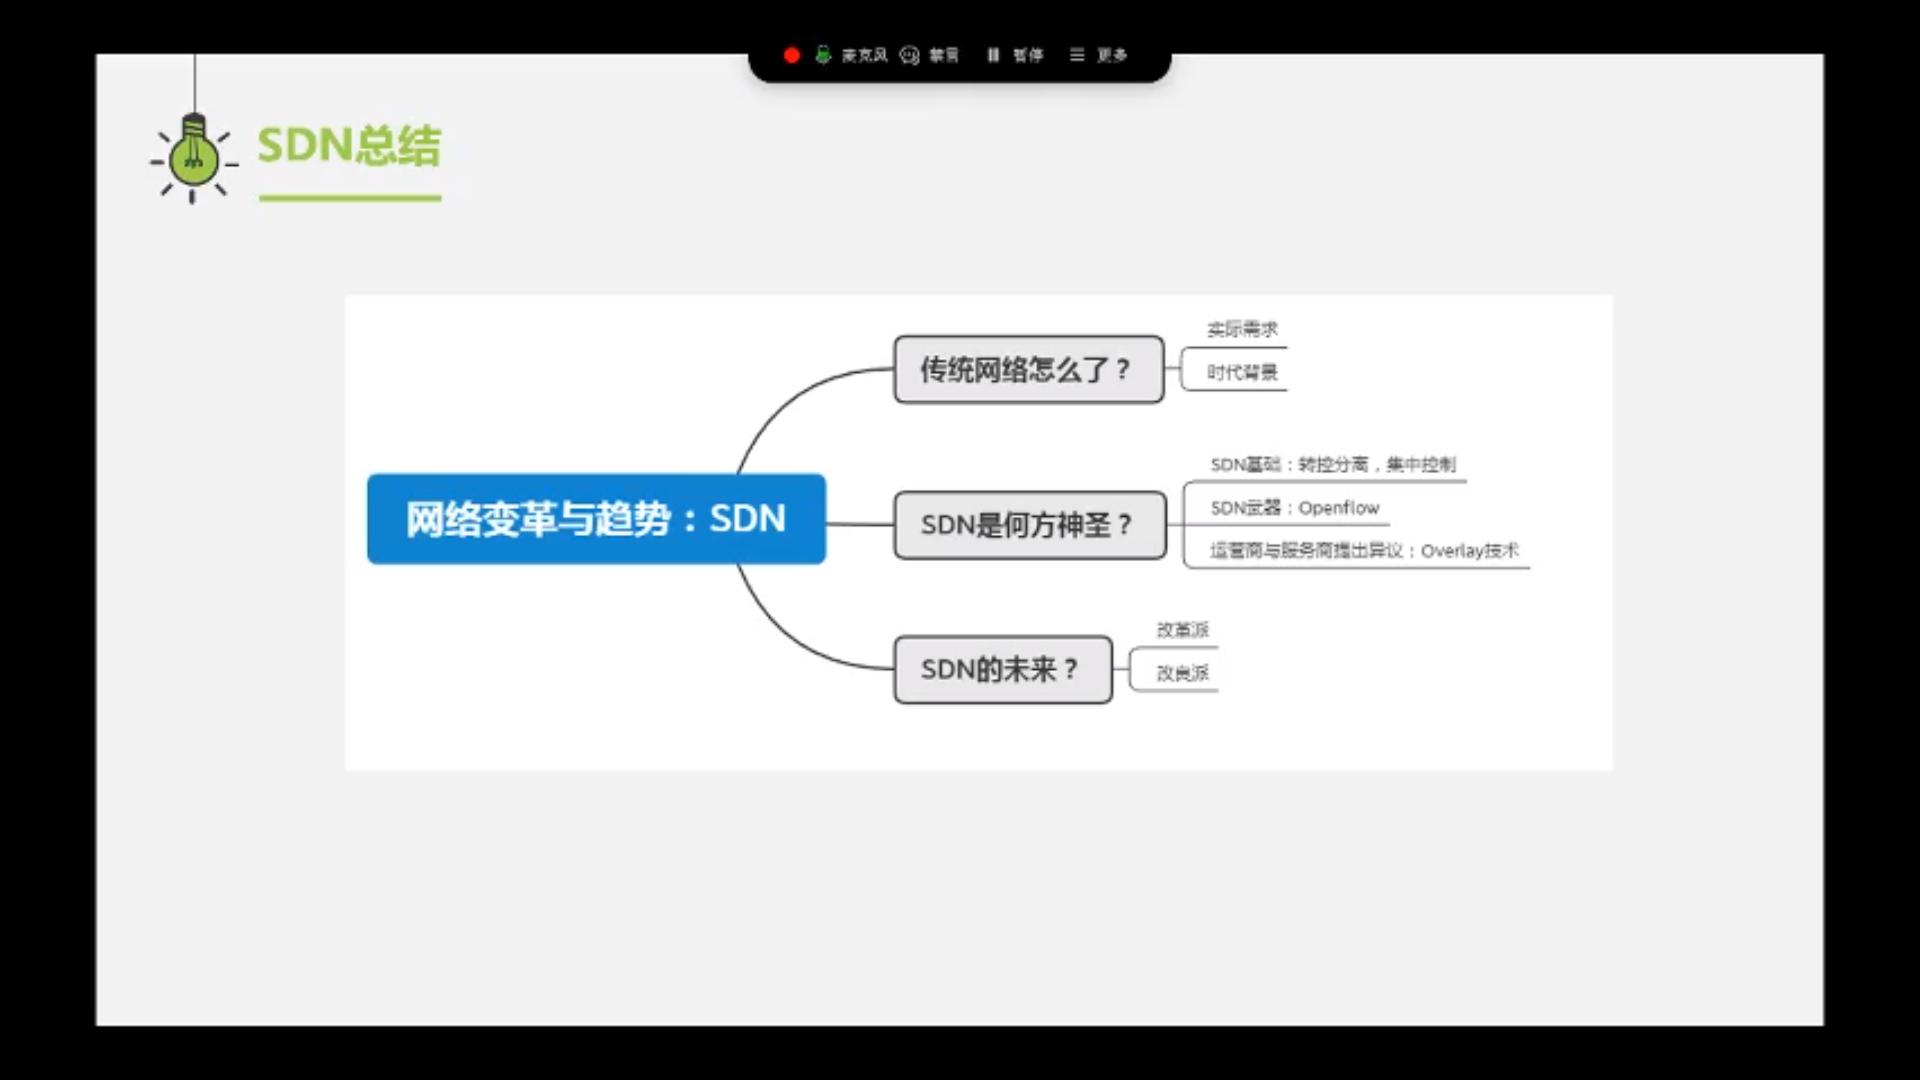 麦克风 禁言 暂停 更多
SDN总结
传统网络怎么了？
实际需求
时代背景
网络变革与趋势：SDN
SDN是何方神圣？
SDN基础：转控分离，集中控制
SDN武器：Openflow
运营商与服务商提出异议：Overlay技术
SDN的未来？
改革派
改良派